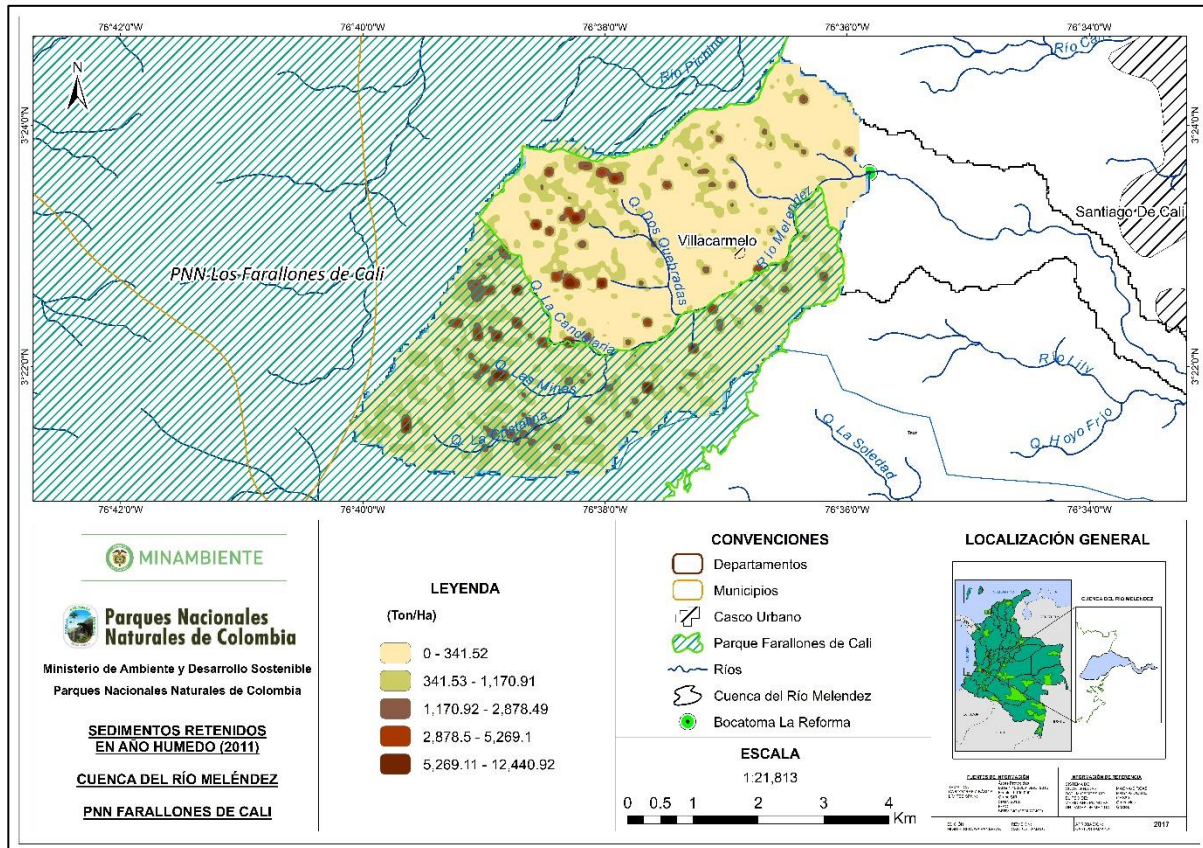 76°42'0"W 76°40'0"W 76°38'0"W 76°36'0"W 76°34'0"W
N
Río Pichindé
Río Cali
3°24'0"N 3°24'0"N
Santiago De Cali
Q. Dos Quebradas
Villacarmelo
Río Melendez
PNN Los Farallones de Cali
Q. La Candelaria
Q. Las Minas
Q. La Cristalina
3°22'0"N 3°22'0"N
Río Lily
Q. Hoyo Frio
Q. La Soledad
76°42'0"W 76°40'0"W 76°38'0"W 76°36'0"W 76°34'0"W
MINAMBIENTE
Parques Nacionales
Naturales de Colombia
Ministerio de Ambiente y Desarrollo Sostenible
Parques Nacionales Naturales de Colombia
SEDIMENTOS RETENIDOS
EN AÑO HUMEDO (2011)
CUENCA DEL RÍO MELÉNDEZ
PNN FARALLONES DE CALI
LEYENDA
(Ton/Ha)
0 - 341.52
341.53 - 1,170.91
1,170.92 - 2,878.49
2,878.5 - 5,269.1
5,269.11 - 12,440.92
CONVENCIONES
Departamentos
Municipios
Casco Urbano
Parque Farallones de Cali
Ríos
Cuenca del Río Melendez
Bocatoma La Reforma
ESCALA
1:21,813
0 0.5 1 2 3 4
Km
LOCALIZACIÓN GENERAL
CUENCA DEL RÍO MELÉNDEZ
2017